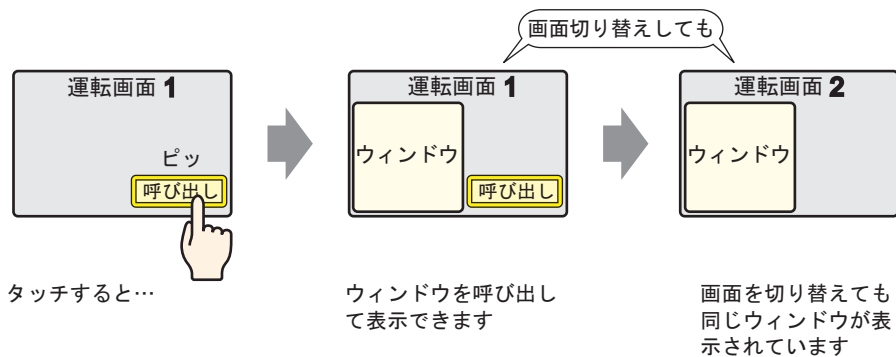 画面切り替えしても
運転画面 1
ピッ
呼び出し
運転画面 1
ウィンドウ
呼び出し
運転画面 2
ウィンドウ
タッチすると…
ウィンドウを呼び出し
て表示できます
画面を切り替えても
同じウィンドウが表
示されています